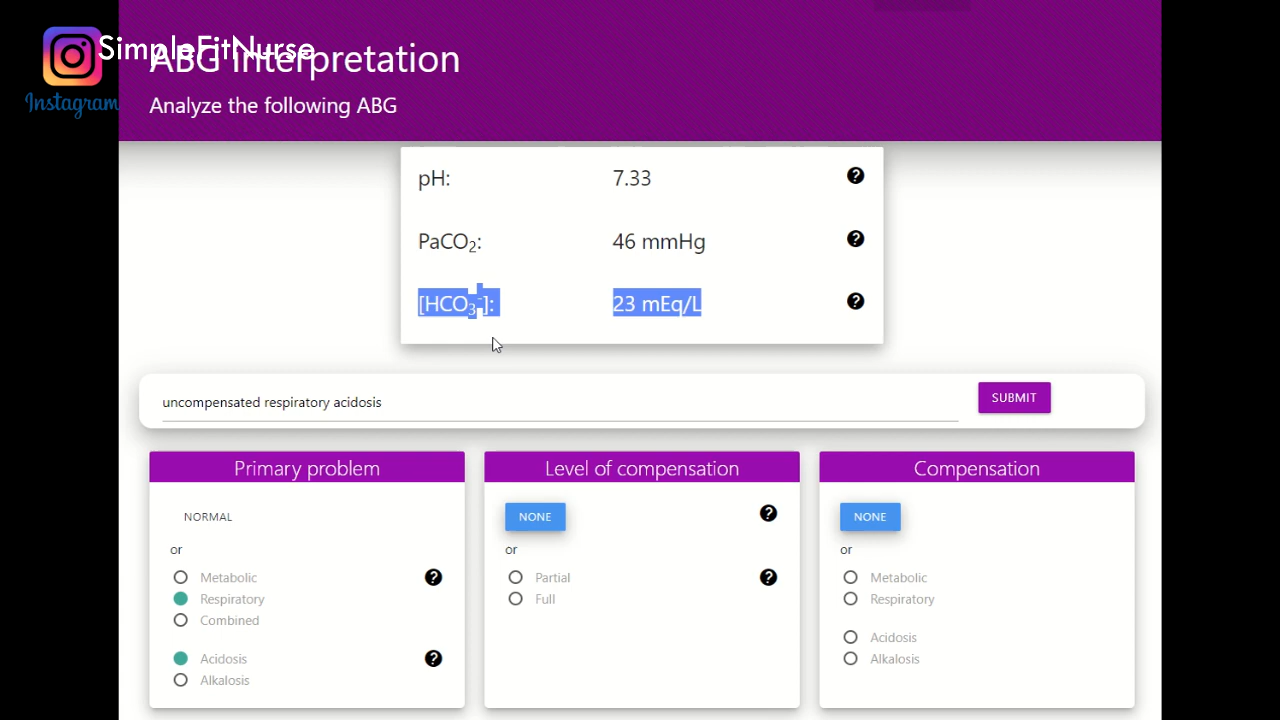 SimpleFitNurse
Instagram
ABG Interpretation
Analyze the following ABG
pH: 7.33
PaCO₂: 46 mmHg
[HCO₃⁻]: 23 mEq/L
uncompensated respiratory acidosis
SUBMIT
Primary problem
NORMAL
or
Metabolic
Respiratory
Combined
Acidosis
Alkalosis
Level of compensation
NONE
or
Partial
Full
Compensation
NONE
or
Metabolic
Respiratory
Acidosis
Alkalosis